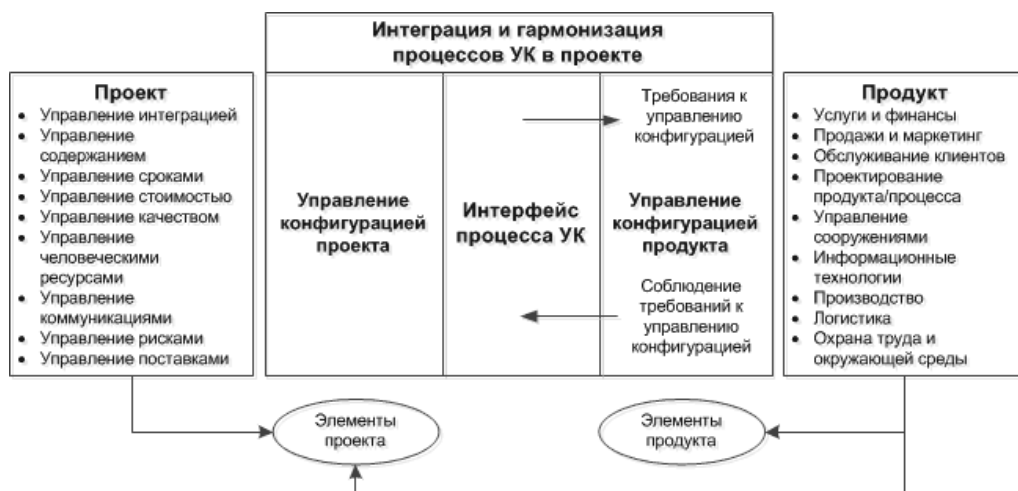 Интеграция и гармонизация
процессов УК в проекте
Проект
• Управление интеграцией
• Управление
содержанием
• Управление сроками
• Управление стоимостью
• Управление качеством
• Управление
человеческими
ресурсами
• Управление
коммуникациями
• Управление рисками
• Управление поставками
Управление
конфигурацией
проекта
Интерфейс
процесса УК
Требования к
управлению
конфигурацией
Управление
конфигурацией
продукта
Соблюдение
требований к
управлению
конфигурацией
Продукт
• Услуги и финансы
• Продажи и маркетинг
• Обслуживание клиентов
• Проектирование
продукта/процесса
• Управление
сооружениями
• Информационные
технологии
• Производство
• Логистика
• Охрана труда и
окружающей среды
Элементы
проекта
Элементы
продукта